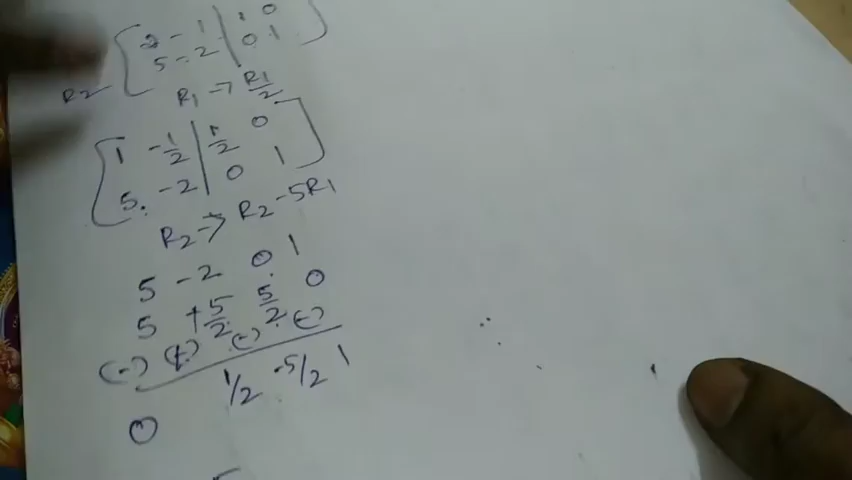 2 -1 | 1 0
5 -2 | 0 1
R2
R1 → R1/2
1 -1/2 | 1/2 0
5 -2 | 0 1
R2 → R2 -5R1
5 -2 0 1
5 +5/2 5/2 0
(-) (+) (-) (-)
0 1/2 -5/2 1